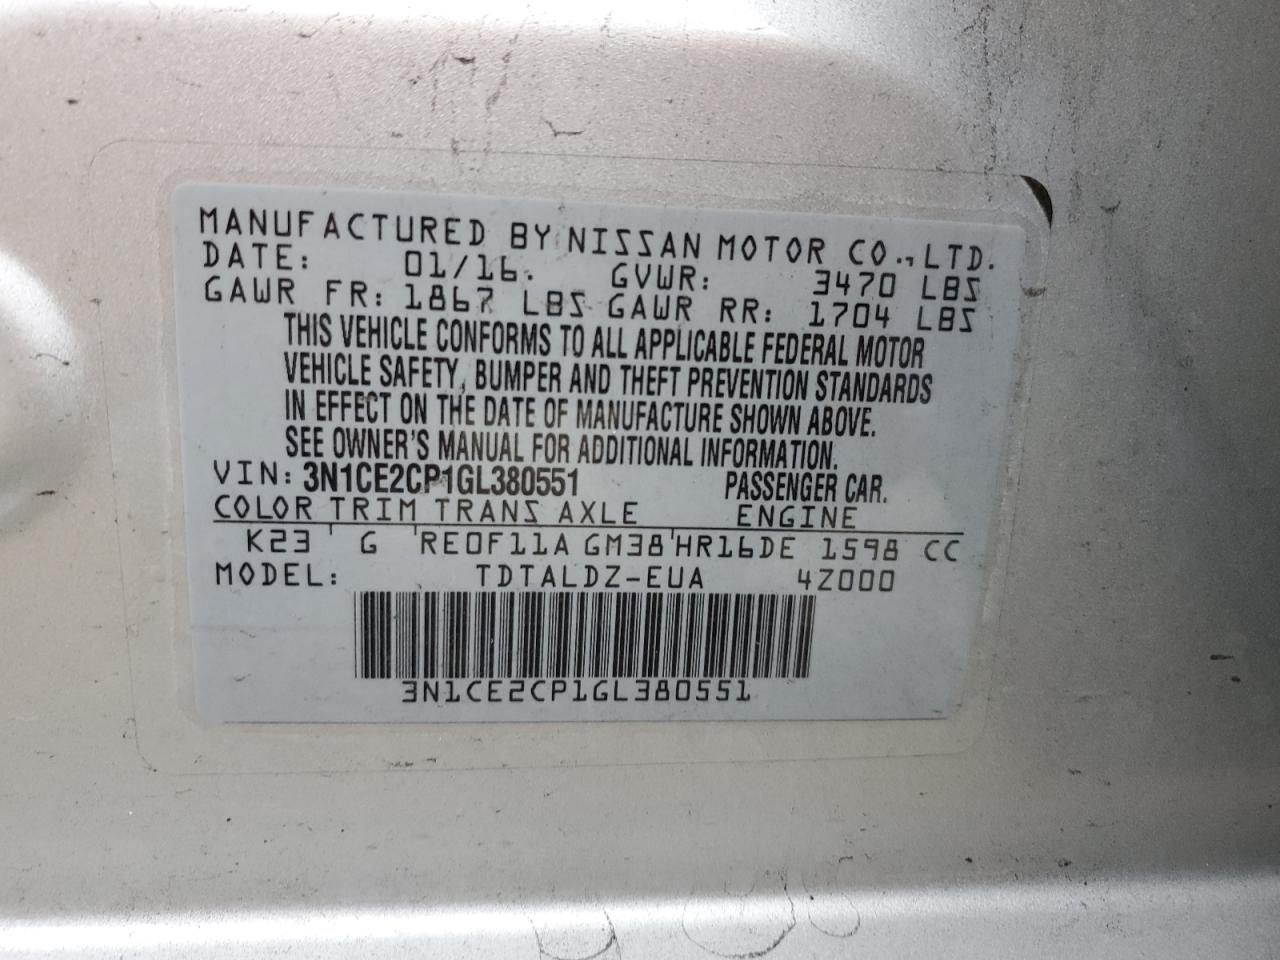 MANUFACTURED BY NISSAN MOTOR CO., LTD.
DATE: 01/16. GVWR: 3470 LBS
GAWR FR: 1867 LBS GAWR RR: 1704 LBS
THIS VEHICLE CONFORMS TO ALL APPLICABLE FEDERAL MOTOR
VEHICLE SAFETY, BUMPER AND THEFT PREVENTION STANDARDS
IN EFFECT ON THE DATE OF MANUFACTURE SHOWN ABOVE.
SEE OWNER'S MANUAL FOR ADDITIONAL INFORMATION.
VIN: 3N1CE2CP1GL380551 PASSENGER CAR.
COLOR TRIM TRANS AXLE ENGINE
K23 G RE0F11A GM38 HR16DE 1598 CC
MODEL: TDTALDZ-EUA 4Z000
3N1CE2CP1GL380551